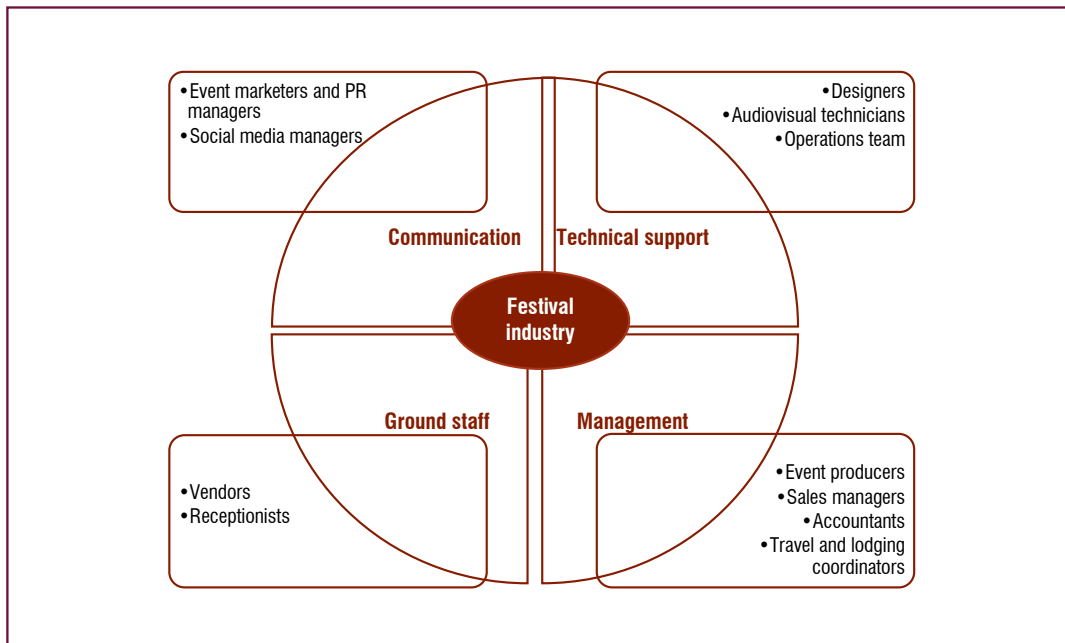 •Event marketers and PR
managers
•Social media managers
•Designers
•Audiovisual technicians
•Operations team
Communication
Technical support
Festival
industry
Ground staff
Management
•Vendors
•Receptionists
•Event producers
•Sales managers
•Accountants
•Travel and lodging
coordinators